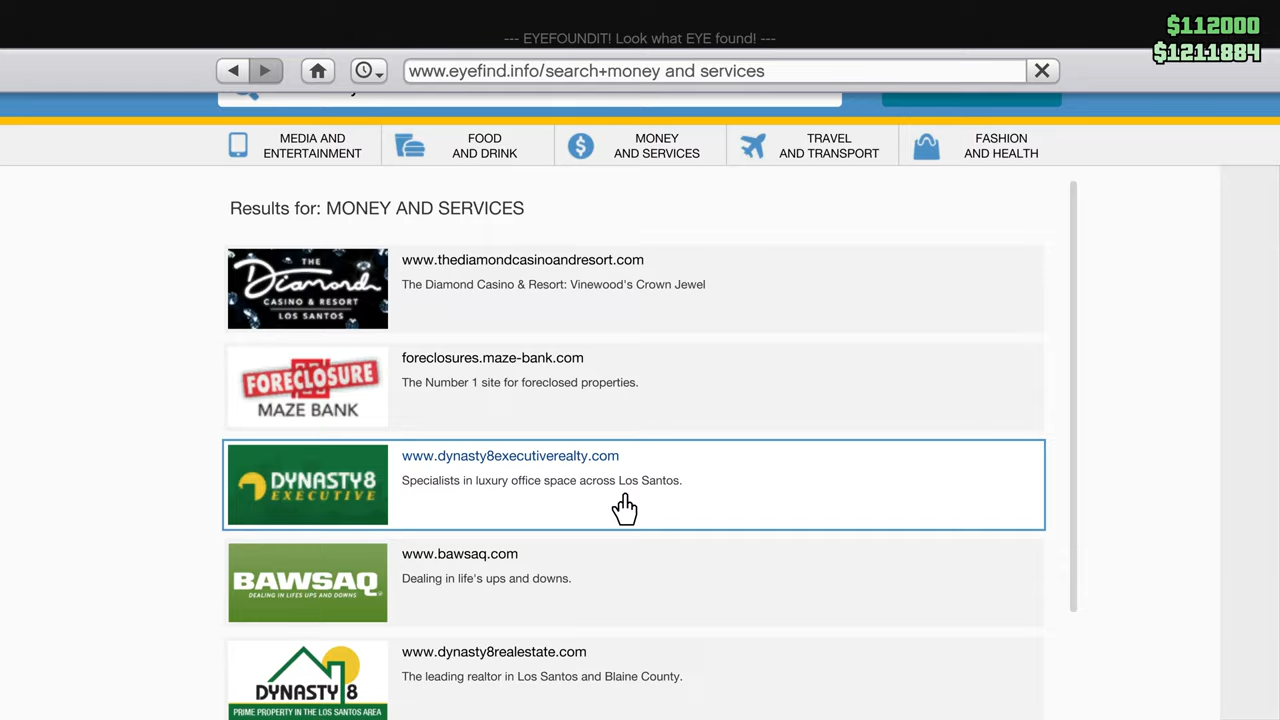 --- EYEFOUNDIT! Look what EYE found! ---
$112000
$1211884
www.eyefind.info/search+money and services
MEDIA AND
ENTERTAINMENT
FOOD
AND DRINK
MONEY
AND SERVICES
TRAVEL
AND TRANSPORT
FASHION
AND HEALTH
Results for: MONEY AND SERVICES
THE
Diamond
CASINO & RESORT
LOS SANTOS
www.thediamondcasinoandresort.com
The Diamond Casino & Resort: Vinewood's Crown Jewel
FORECLOSURE
MAZE BANK
foreclosures.maze-bank.com
The Number 1 site for foreclosed properties.
DYNASTY8
EXECUTIVE
www.dynasty8executiverealty.com
Specialists in luxury office space across Los Santos.
BAWSAQ
DEALING IN LIFES UPS AND DOWNS
www.bawsaq.com
Dealing in life's ups and downs.
DYNASTY 8
PRIME PROPERTY IN THE LOS SANTOS AREA
www.dynasty8realestate.com
The leading realtor in Los Santos and Blaine County.